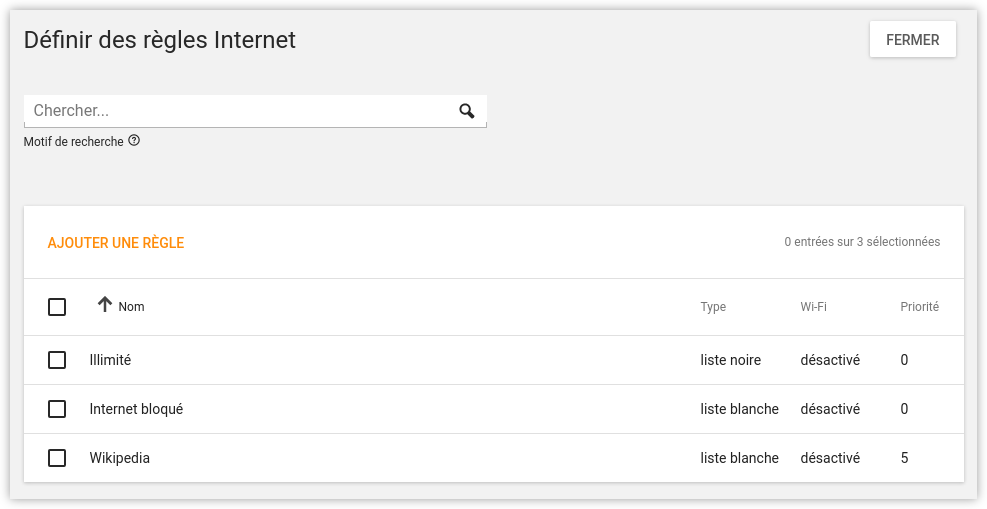 Définir des règles Internet
FERMER
Chercher...
Motif de recherche
AJOUTER UNE RÈGLE
0 entrées sur 3 sélectionnées
Nom Type Wi-Fi Priorité
Illimité liste noire désactivé 0
Internet bloqué liste blanche désactivé 0
Wikipedia liste blanche désactivé 5